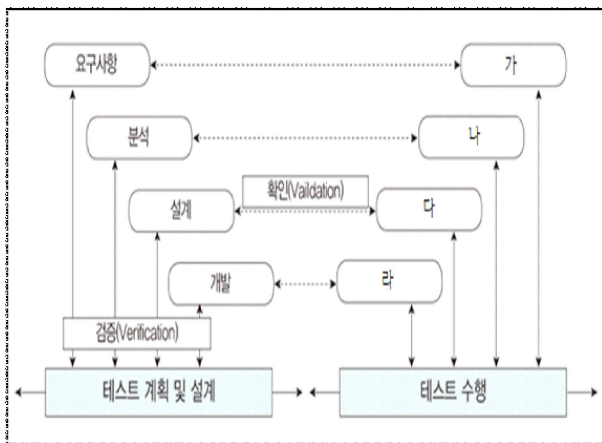 요구사항
가
분석
나
확인(Vaildation)
설계
다
개발
라
검증(Verification)
테스트 계획 및 설계
테스트 수행